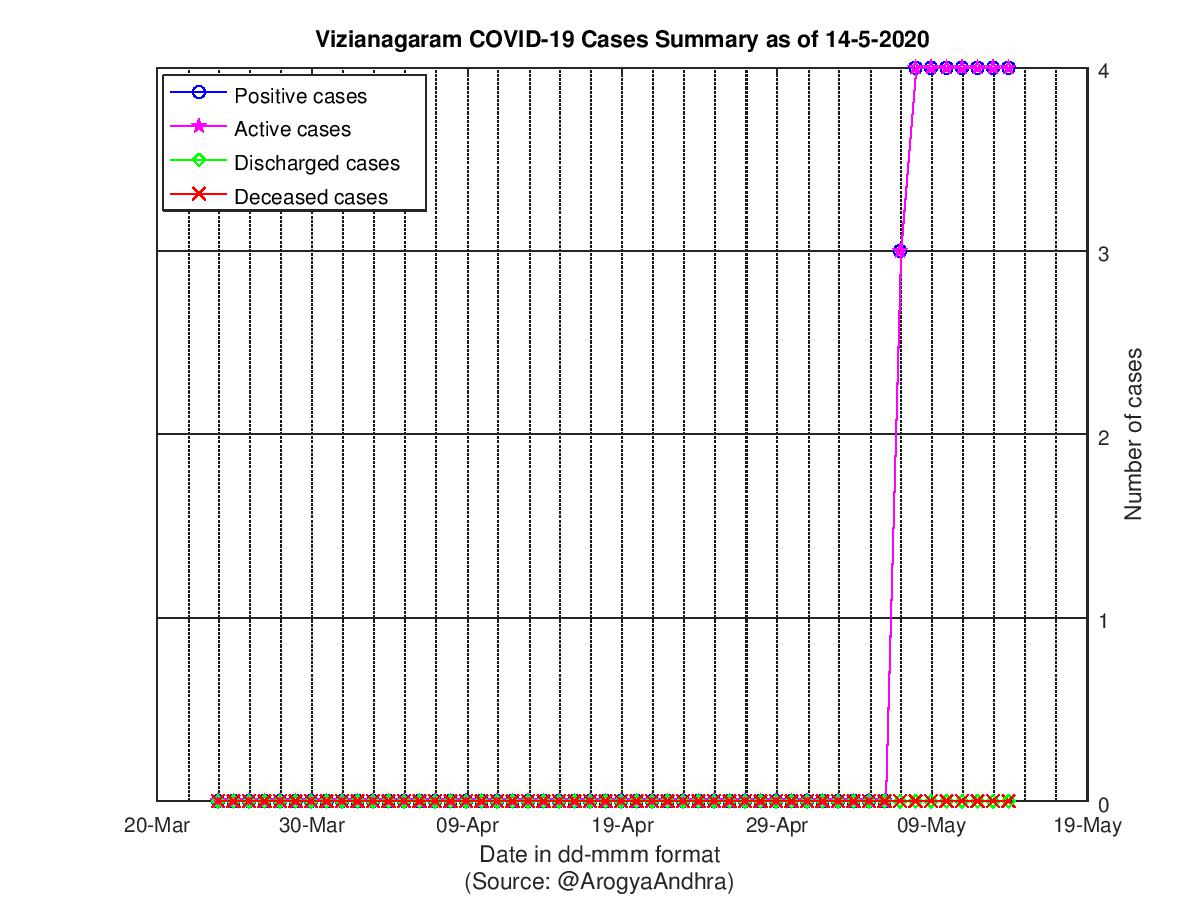 Vizianagaram COVID-19 Cases Summary as of 14-5-2020
Positive cases
Active cases
Discharged cases
Deceased cases
4
3
2
1
0
Number of cases
20-Mar 30-Mar 09-Apr 19-Apr 29-Apr 09-May 19-May
Date in dd-mmm format
(Source: @ArogyaAndhra)